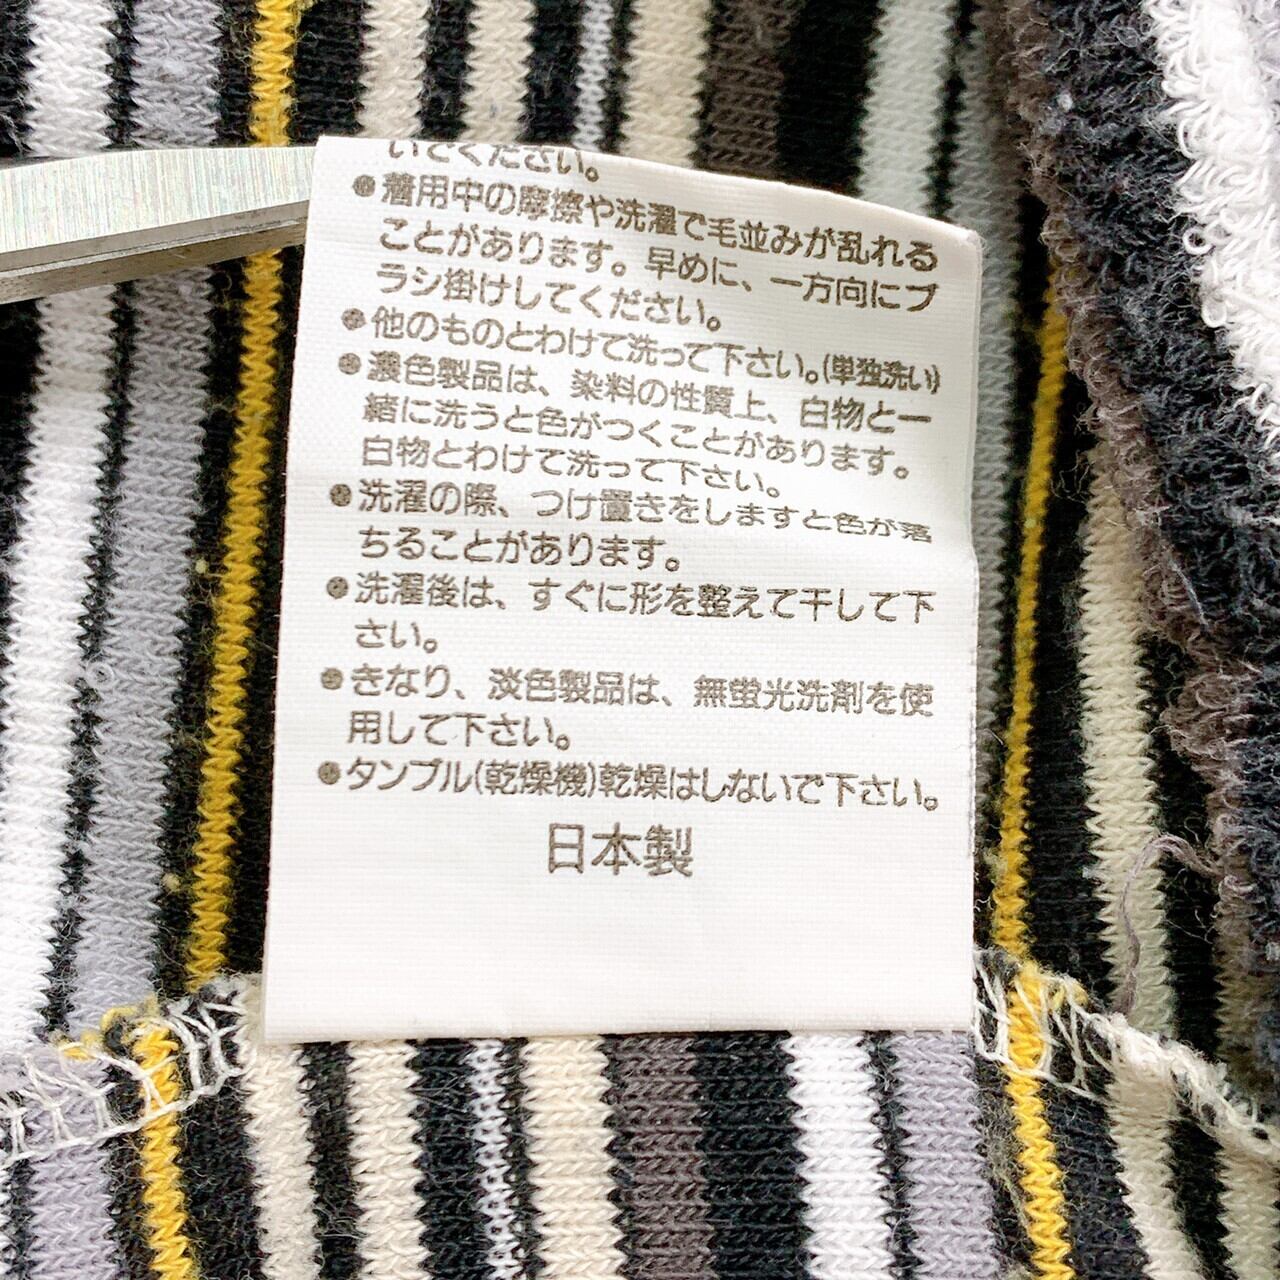 いでください。
●着用中の摩擦や洗濯で毛並みが乱れる
ことがあります。早めに、一方向にブ
ラシ掛けしてください。
●他のものとわけて洗って下さい。(単独洗い)
●濃色製品は、染料の性質上、白物と一
緒に洗うと色がつくことがあります。
白物とわけて洗って下さい。
●洗濯の際、つけ置きをしますと色が落
ちることがあります。
●洗濯後は、すぐに形を整えて干して下
さい。
●きなり、淡色製品は、無蛍光洗剤を使
用して下さい。
●タンブル(乾燥機)乾燥はしないで下さい。
日本製